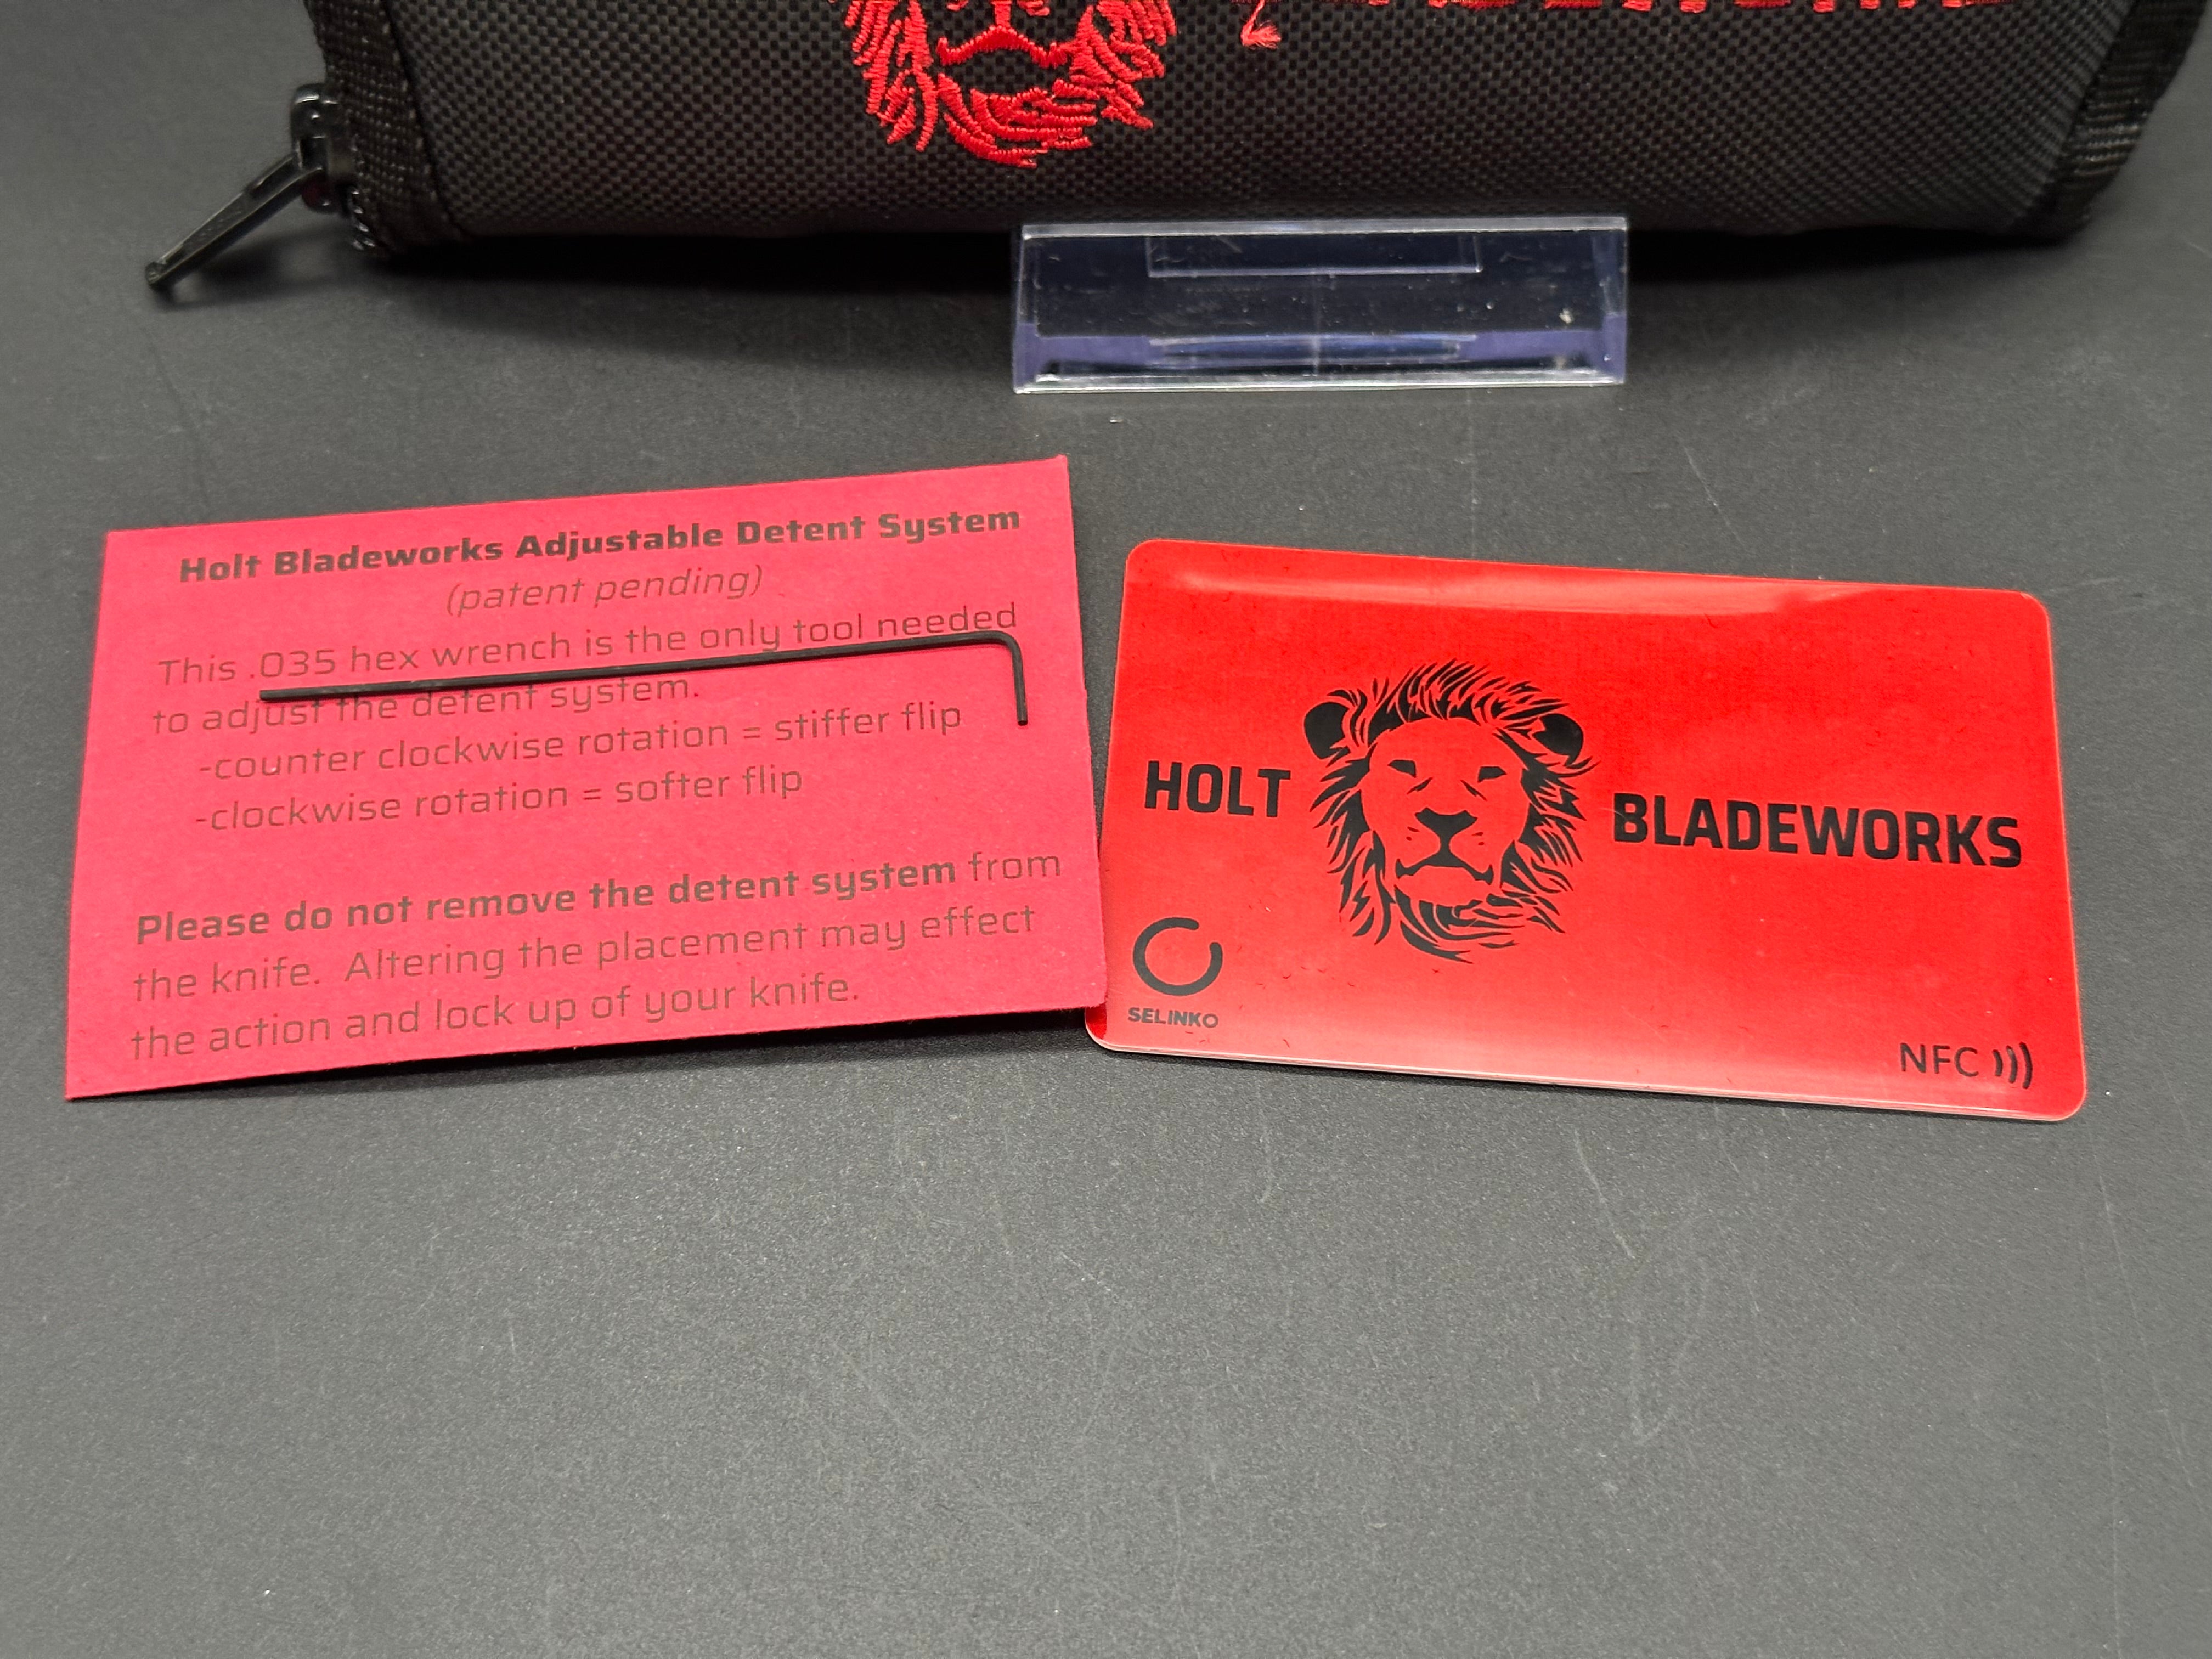 Holt Bladeworks Adjustable Detent System
(patent pending)
This .035 hex wrench is the only tool needed
to adjust the detent system.
-counter clockwise rotation = stiffer flip
-clockwise rotation = softer flip
Please do not remove the detent system from
the knife. Altering the placement may effect
the action and lock up of your knife.
HOLT BLADEWORKS
SELINKO
NFC